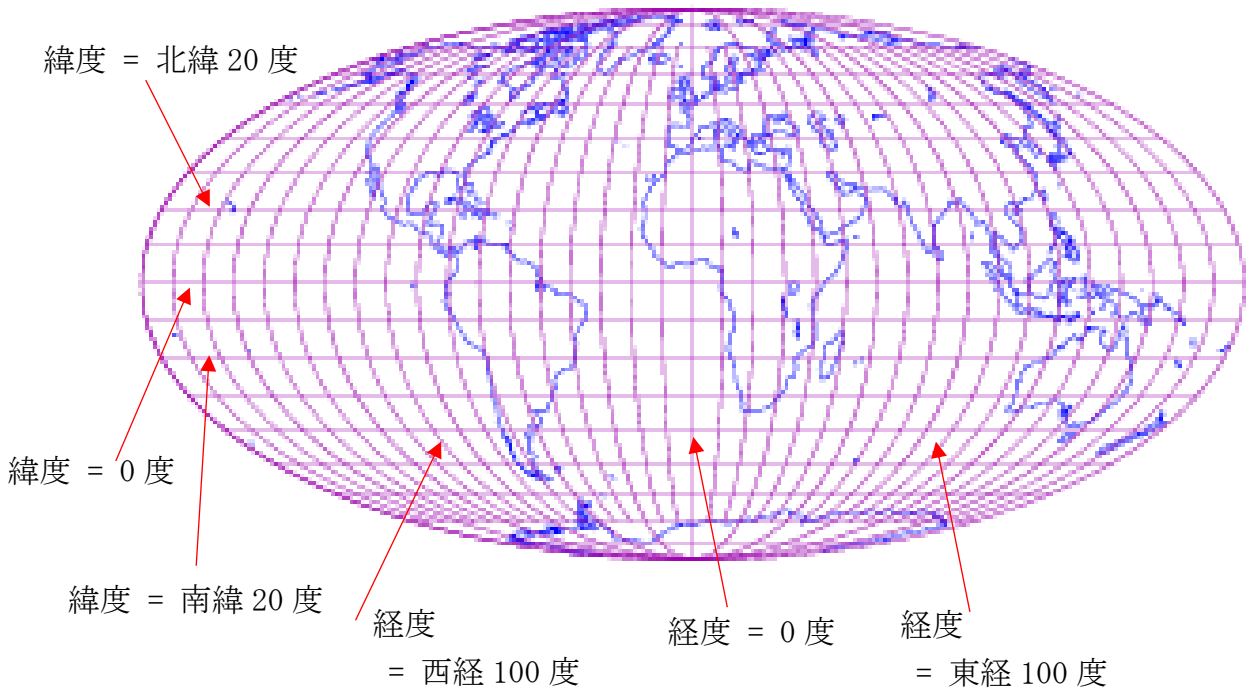 緯度 = 北緯 20 度
緯度 = 0 度
緯度 = 南緯 20 度
経度
= 西経 100 度
経度 = 0 度
経度
= 東経 100 度